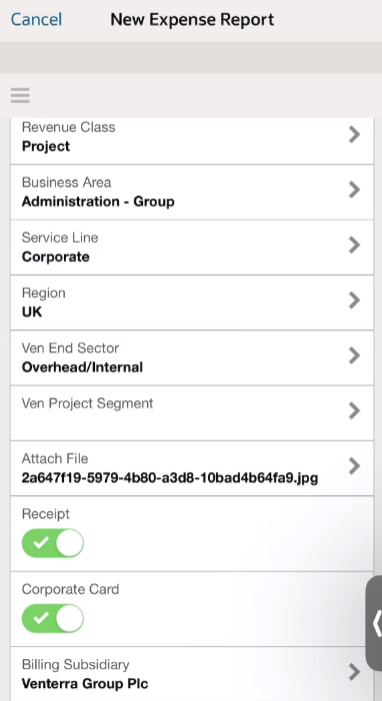 Cancel New Expense Report
Revenue Class
Project
Business Area
Administration - Group
Service Line
Corporate
Region
UK
Ven End Sector
Overhead/Internal
Ven Project Segment
Attach File
2a647f19-5979-4b80-a3d8-10bad4b64fa9.jpg
Receipt
Corporate Card
Billing Subsidiary
Venterra Group Plc